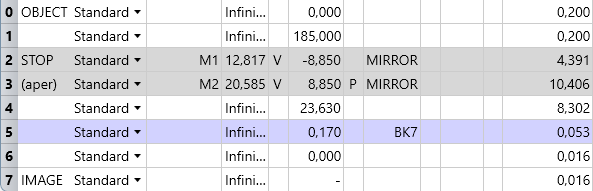 0 OBJECT Standard Infini... 0,000 0,200
1 Standard Infini... 185,000 0,200
2 STOP Standard M1 12,817 V -8,850 MIRROR 4,391
3 (aper) Standard M2 20,585 V 8,850 P MIRROR 10,406
4 Standard Infini... 23,630 8,302
5 Standard Infini... 0,170 BK7 0,053
6 Standard Infini... 0,000 0,016
7 IMAGE Standard Infini... - 0,016